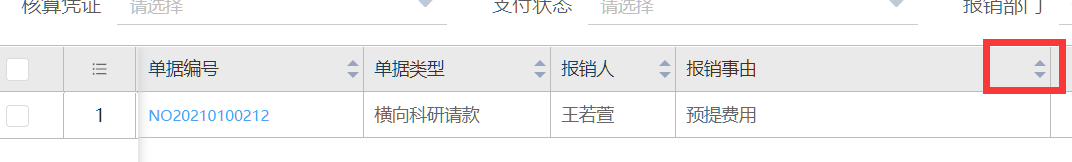 核算凭证 请选择 支付状态 请选择 报销部门
单据编号 单据类型 报销人 报销事由
1 NO20210100212 横向科研请款 王若萱 预提费用